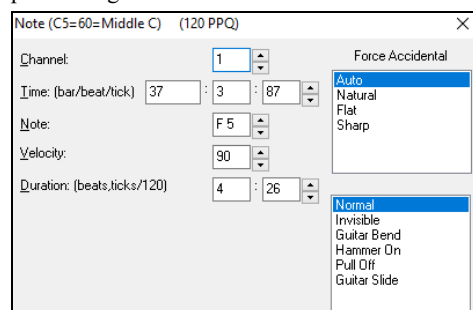 Note (C5=60=Middle C) (120 PPQ)
Channel: 1
Force Accidental
Time: (bar/beat/tick) 37 : 3 : 87
Auto
Natural
Flat
Sharp
Note: F 5
Velocity: 90
Duration: (beats,ticks/120) 4 : 26
Normal
Invisible
Guitar Bend
Hammer On
Pull Off
Guitar Slide